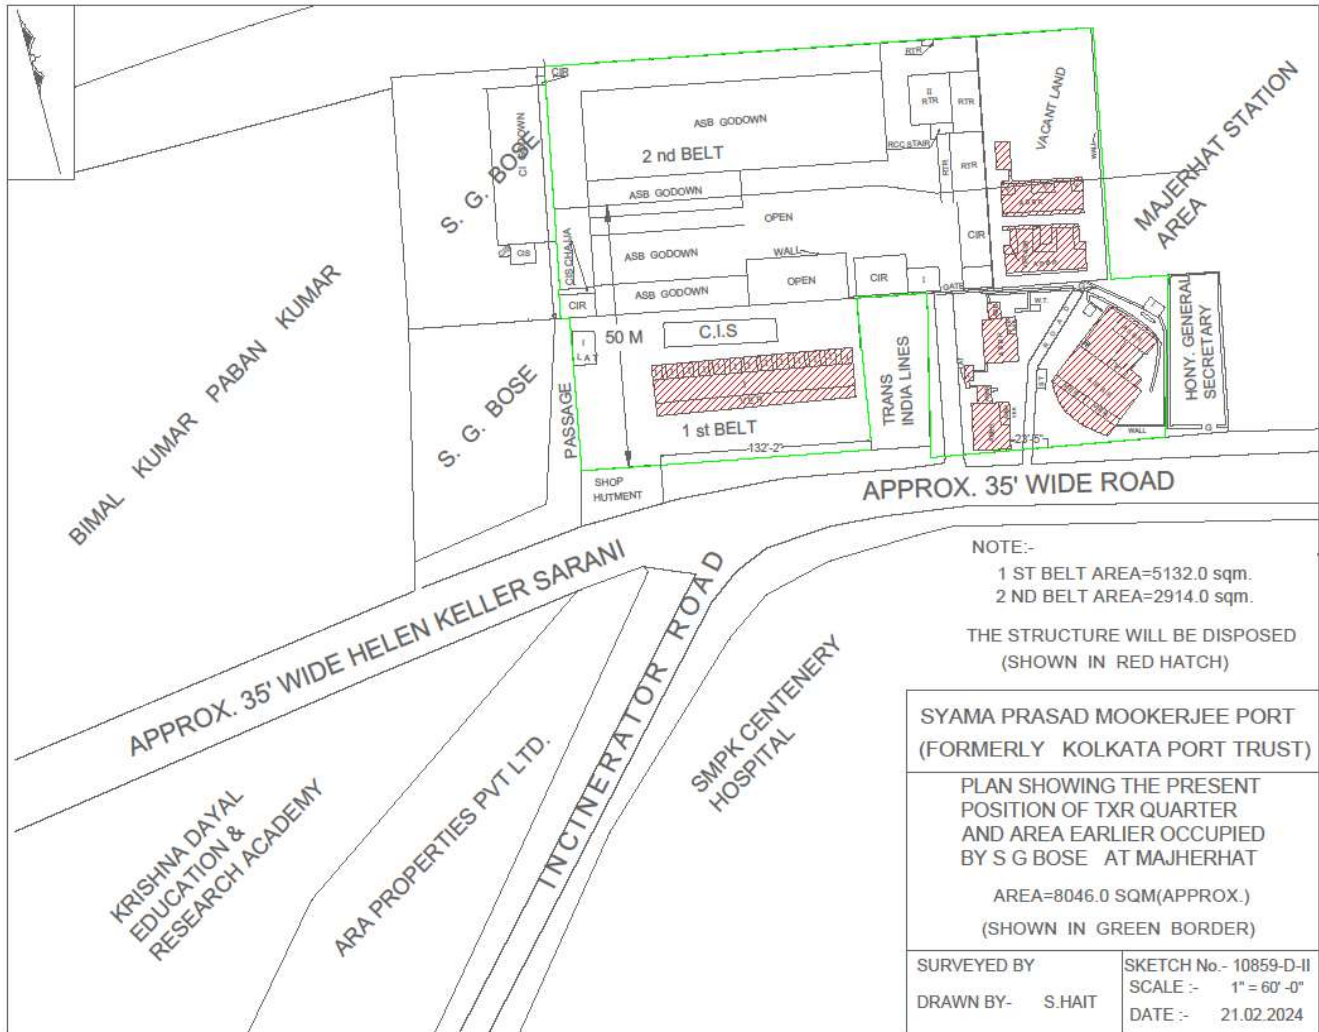 CIR
RTR
CI GODOWN
ASB GODOWN
II
RTR
RTR
VACANT LAND
2 nd BELT
RCC STAIR
WALL
S. G. BOSE
ASB GODOWN
RTR
RTR
MAJERHAT STATION
AREA
OPEN
CIS
CIS CHAJJA
ASB GODOWN
WALL
CIR
ASB GODOWN
OPEN
CIR
I
GATE
CIR
W.T.
ROAD
HONY. GENERAL
SECRETARY
BIMAL KUMAR PABAN KUMAR
50 M
C.I.S
I
LAT
S. G. BOSE
PASSAGE
TRANS
INDIA LINES
1 st BELT
132'-2"
23'-5"
WALL
G
SHOP
HUTMENT
APPROX. 35' WIDE ROAD
APPROX. 35' WIDE HELEN KELLER SARANI
INCINERATOR ROAD
NOTE:-
1 ST BELT AREA=5132.0 sqm.
2 ND BELT AREA=2914.0 sqm.
THE STRUCTURE WILL BE DISPOSED
(SHOWN IN RED HATCH)
SMPK CENTENERY
HOSPITAL
KRISHNA DAYAL
EDUCATION &
RESEARCH ACADEMY
ARA PROPERTIES PVT LTD.
SYAMA PRASAD MOOKERJEE PORT
(FORMERLY KOLKATA PORT TRUST)
PLAN SHOWING THE PRESENT
POSITION OF TXR QUARTER
AND AREA EARLIER OCCUPIED
BY S G BOSE AT MAJHERHAT
AREA=8046.0 SQM(APPROX.)
(SHOWN IN GREEN BORDER)
SURVEYED BY
DRAWN BY- S.HAIT
SKETCH No.- 10859-D-II
SCALE :- 1" = 60' -0"
DATE :- 21.02.2024